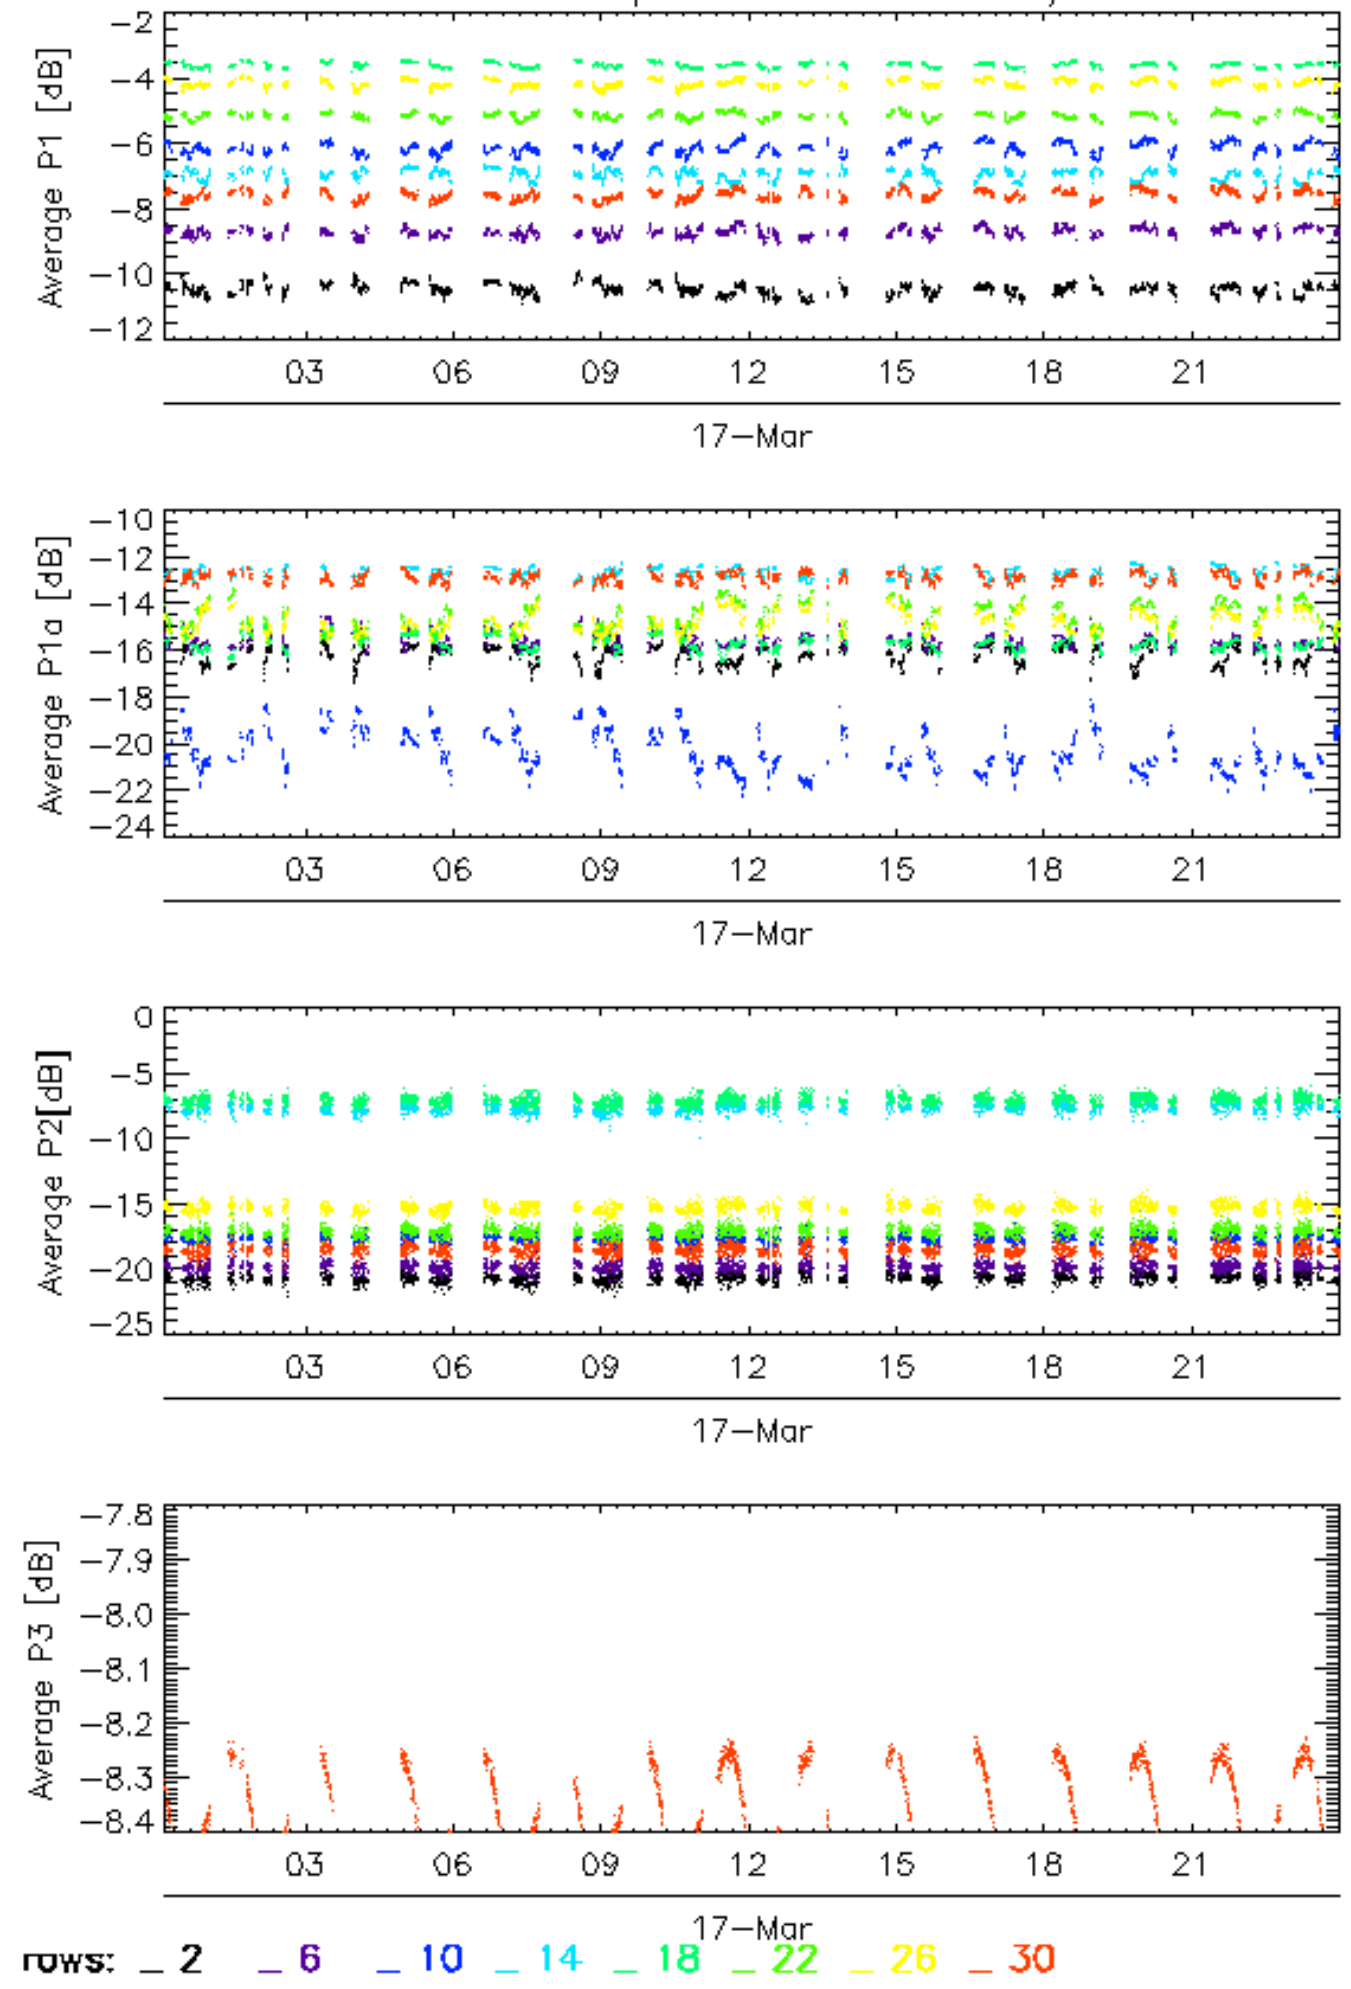 Average P1 [dB]
-2
-4
-6
-8
-10
-12
03 06 09 12 15 18 21
17-Mar
Average P1a [dB]
-10
-12
-14
-16
-18
-20
-22
-24
03 06 09 12 15 18 21
17-Mar
Average P2[dB]
0
-5
-10
-15
-20
-25
03 06 09 12 15 18 21
17-Mar
Average P3 [dB]
-7.8
-7.9
-8.0
-8.1
-8.2
-8.3
-8.4
03 06 09 12 15 18 21
17-Mar
rows: _ 2 _ 6 _ 10 _ 14 _ 18 _ 22 _ 26 _ 30